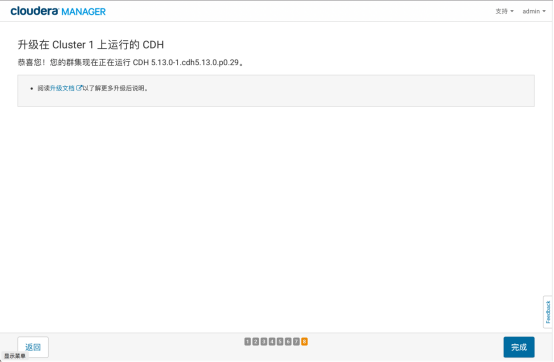 cloudera MANAGER
支持 admin
升级在 Cluster 1 上运行的 CDH
恭喜您！您的群集现在正在运行 CDH 5.13.0-1.cdh5.13.0.p0.29。
阅读升级文档以了解更多升级后说明。
Feedback
返回 1 2 3 4 5 6 7 8 完成
显示菜单